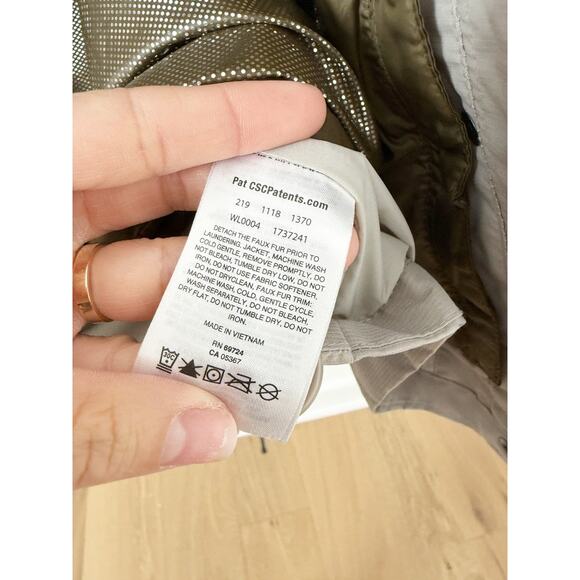 Pat CSCPatents.com
219 1118 1370
WL0004 1737241
DETACH THE FAUX FUR PRIOR TO
LAUNDERING. JACKET, MACHINE WASH
COLD GENTLE, REMOVE PROMPTLY, DO
NOT BLEACH, TUMBLE DRY LOW, DO NOT
IRON, DO NOT USE FABRIC SOFTENER,
DO NOT DRYCLEAN, FAUX FUR TRIM:
MACHINE WASH, COLD, GENTLE CYCLE,
WASH SEPARATELY, DO NOT BLEACH,
DRY FLAT, DO NOT TUMBLE DRY, DO NOT
IRON.
MADE IN VIETNAM
RN 69724
CA 05367
30C